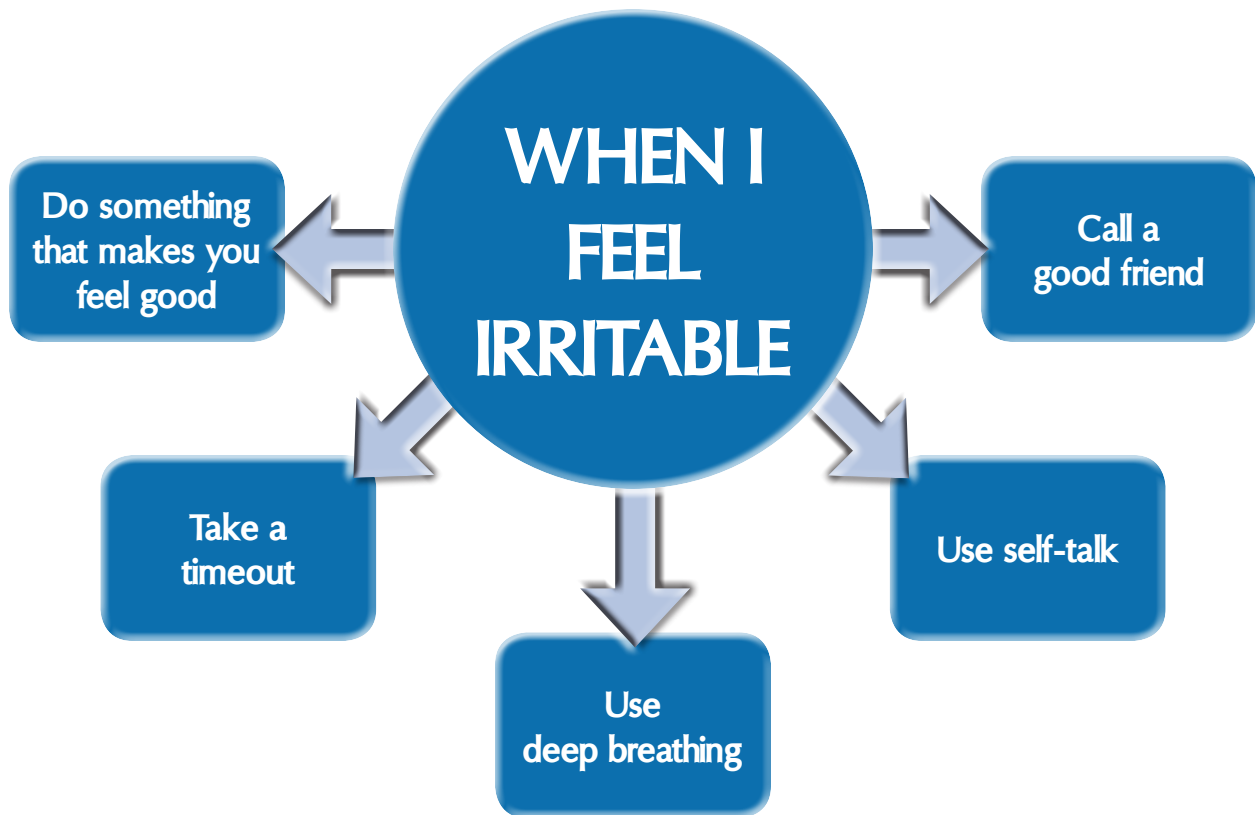 WHEN I
FEEL
IRRITABLE
Do something
that makes you
feel good
Take a
timeout
Use
deep breathing
Use self-talk
Call a
good friend